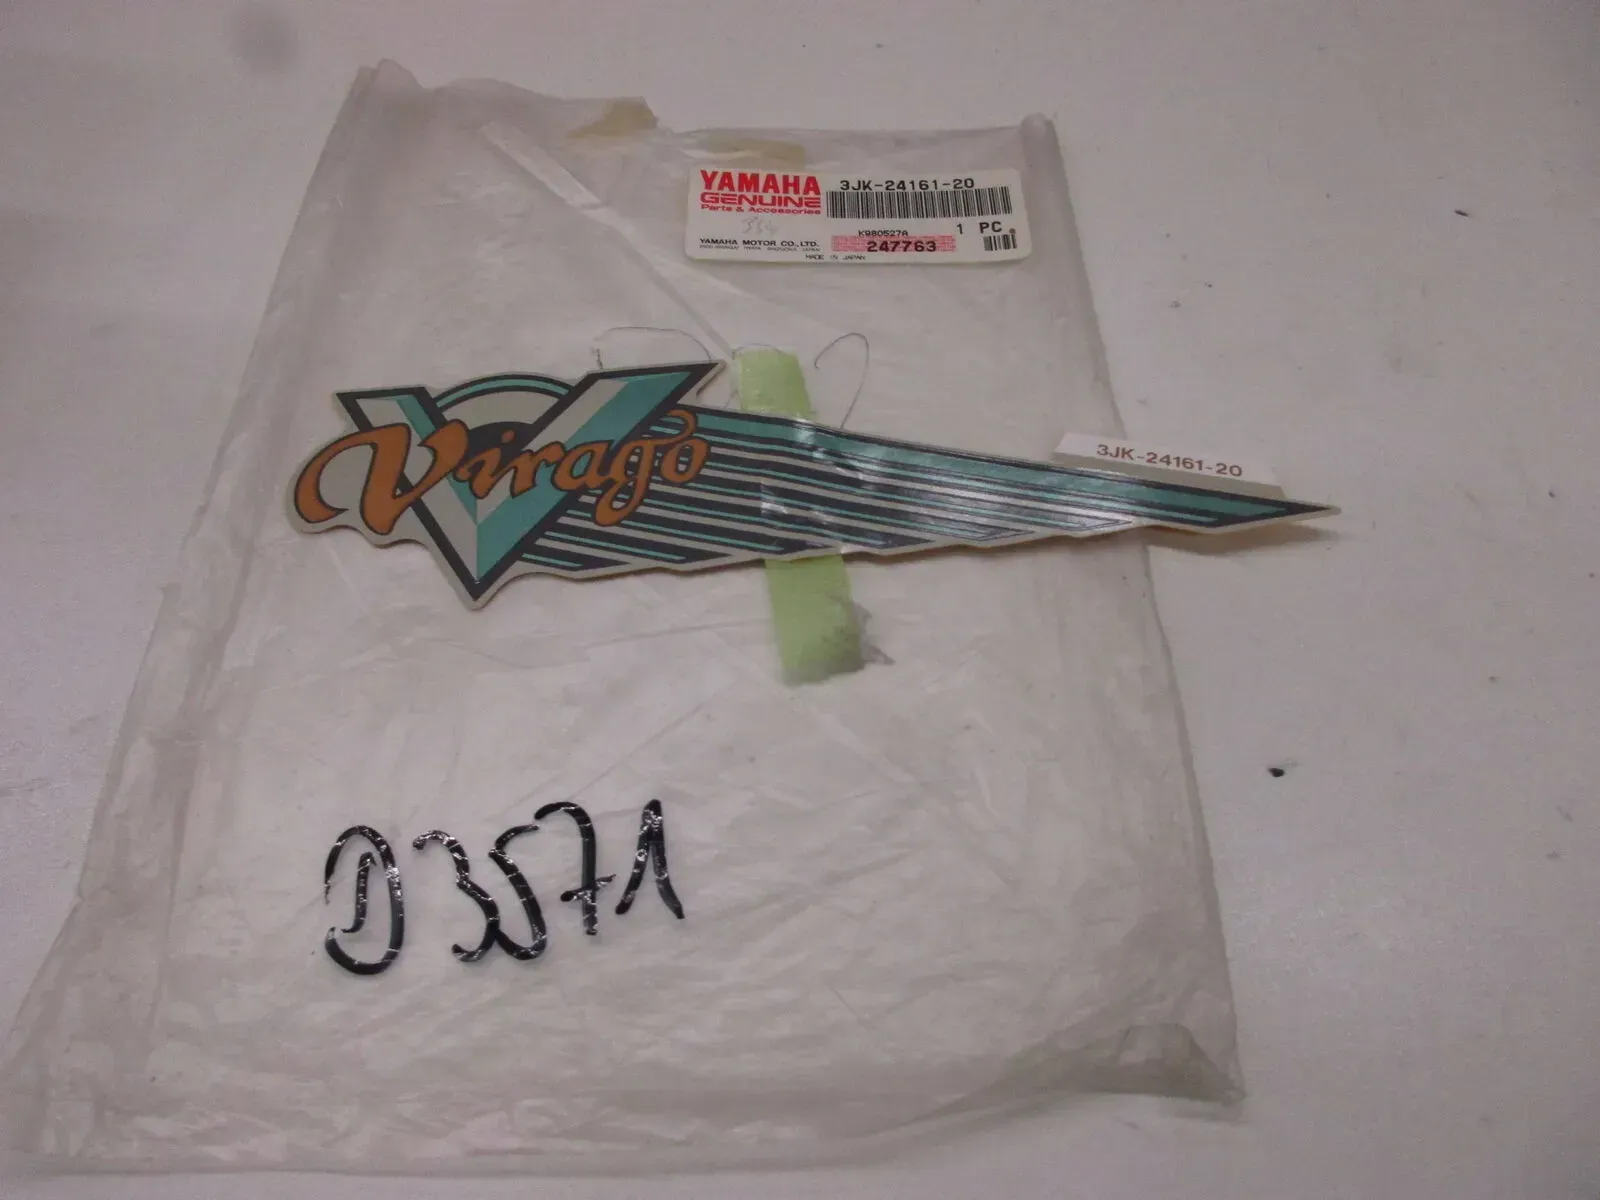 YAMAHA
GENUINE
Parts & Accessories
3JK-24161-20
K980527A
1 PC.
YAMAHA MOTOR CO.,LTD.
247763
MADE IN JAPAN
Virago
3JK-24161-20
D3571